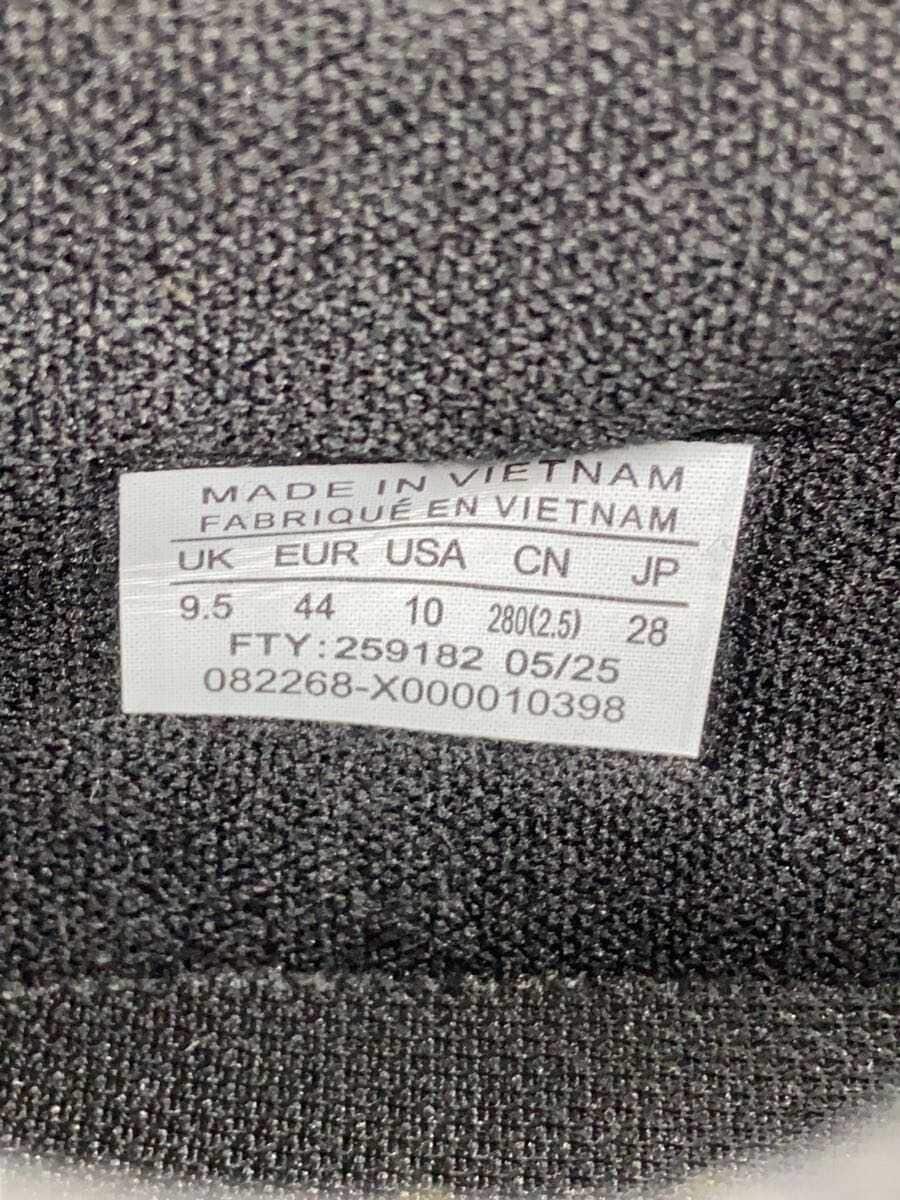 MADE IN VIETNAM
FABRIQUÉ EN VIETNAM
UK EUR USA CN JP
9.5 44 10 280(2.5) 28
FTY:259182 05/25
082268-X000010398